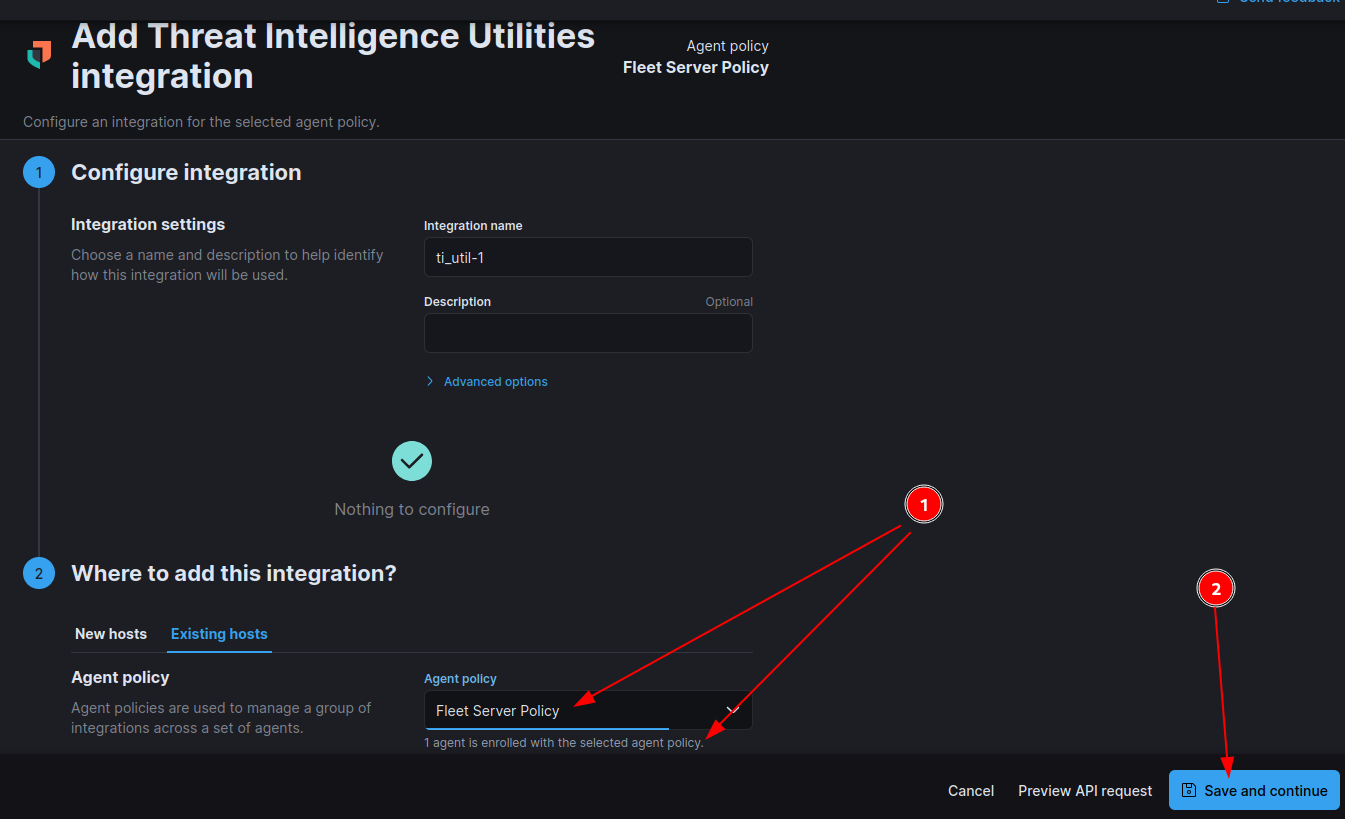 Send feedback
Add Threat Intelligence Utilities
integration
Agent policy
Fleet Server Policy
Configure an integration for the selected agent policy.
1
Configure integration
Integration settings
Choose a name and description to help identify
how this integration will be used.
Integration name
ti_util-1
Description
Optional
Advanced options
Nothing to configure
1
2
Where to add this integration?
2
New hosts
Existing hosts
Agent policy
Agent policies are used to manage a group of
integrations across a set of agents.
Agent policy
Fleet Server Policy
1 agent is enrolled with the selected agent policy.
Cancel
Preview API request
Save and continue